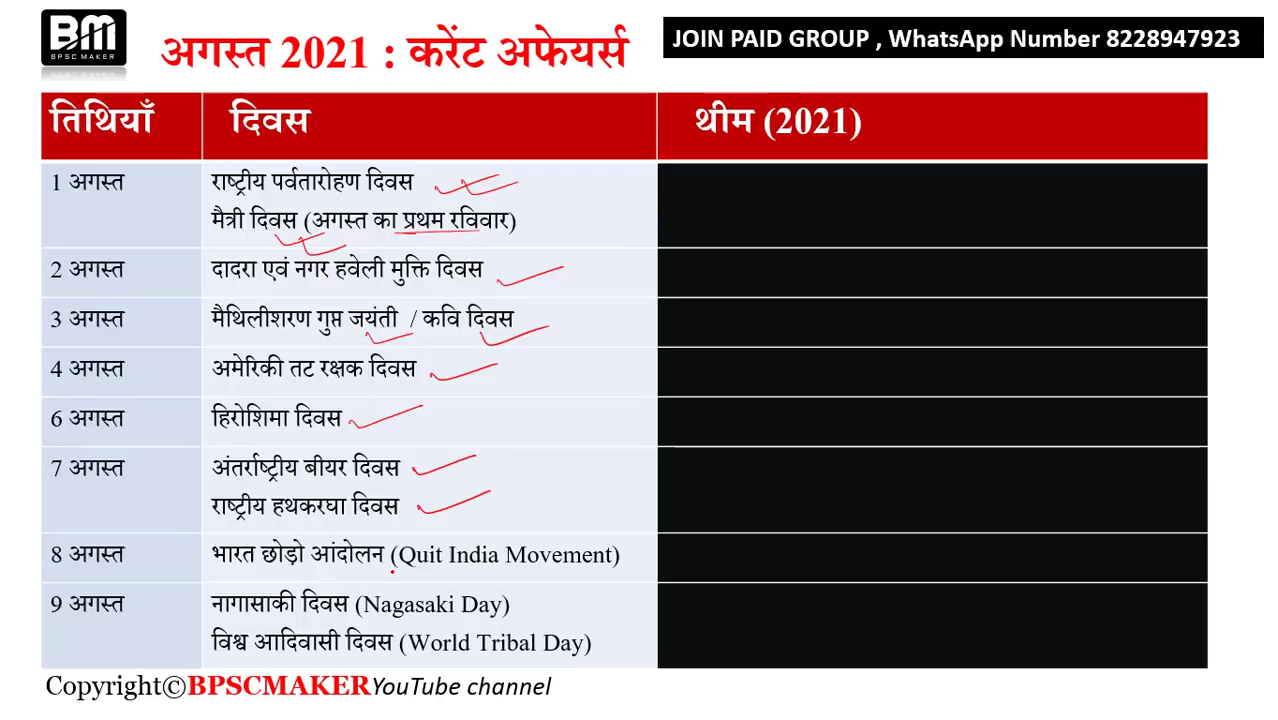 BM
BPSC MAKER
अगस्त 2021 : करेंट अफेयर्स
JOIN PAID GROUP , WhatsApp Number 8228947923
तिथियाँ दिवस थीम (2021)
1 अगस्त राष्ट्रीय पर्वतारोहण दिवस
मैत्री दिवस (अगस्त का प्रथम रविवार)
2 अगस्त दादरा एवं नगर हवेली मुक्ति दिवस
3 अगस्त मैथिलीशरण गुप्त जयंती / कवि दिवस
4 अगस्त अमेरिकी तट रक्षक दिवस
6 अगस्त हिरोशिमा दिवस
7 अगस्त अंतर्राष्ट्रीय बीयर दिवस
राष्ट्रीय हथकरघा दिवस
8 अगस्त भारत छोड़ो आंदोलन (Quit India Movement)
9 अगस्त नागासाकी दिवस (Nagasaki Day)
विश्व आदिवासी दिवस (World Tribal Day)
Copyright©BPSCMAKERYouTube channel